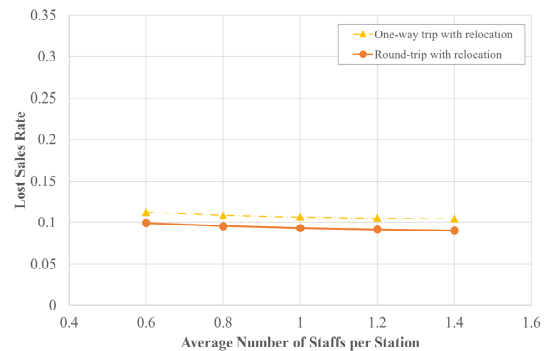 0.35
0.3
0.25
0.2
0.15
0.1
0.05
0
Lost Sales Rate
One-way trip with relocation
Round-trip with relocation
0.4 0.6 0.8 1 1.2 1.4 1.6
Average Number of Staffs per Station